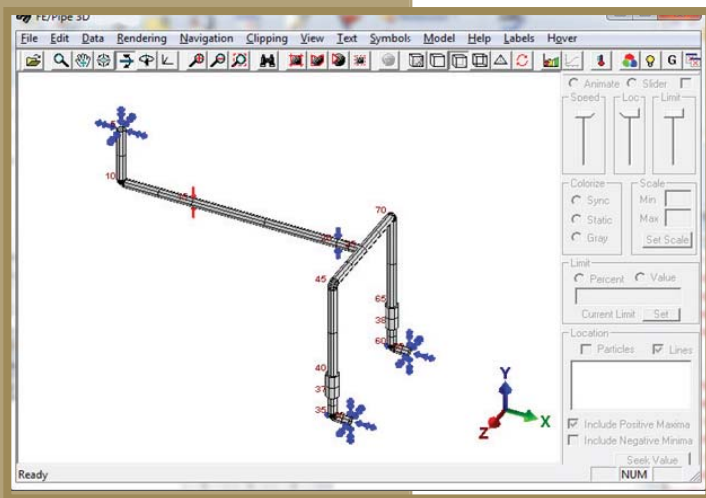 FE/Pipe 3D
File Edit Data Rendering Navigation Clipping View Text Symbols Model Help Labels Hover
G
Animate Slider
Speed Loc Limit
Colorize Scale
Sync Min
Static Max
Gray Set Scale
Limit
Percent Value
Current Limit Set
Location
Particles Lines
Include Positive Maxima
Include Negative Minima
Seek Value
10
70
45
65
38
60
40
37
35
Y
X
Z
Ready
NUM